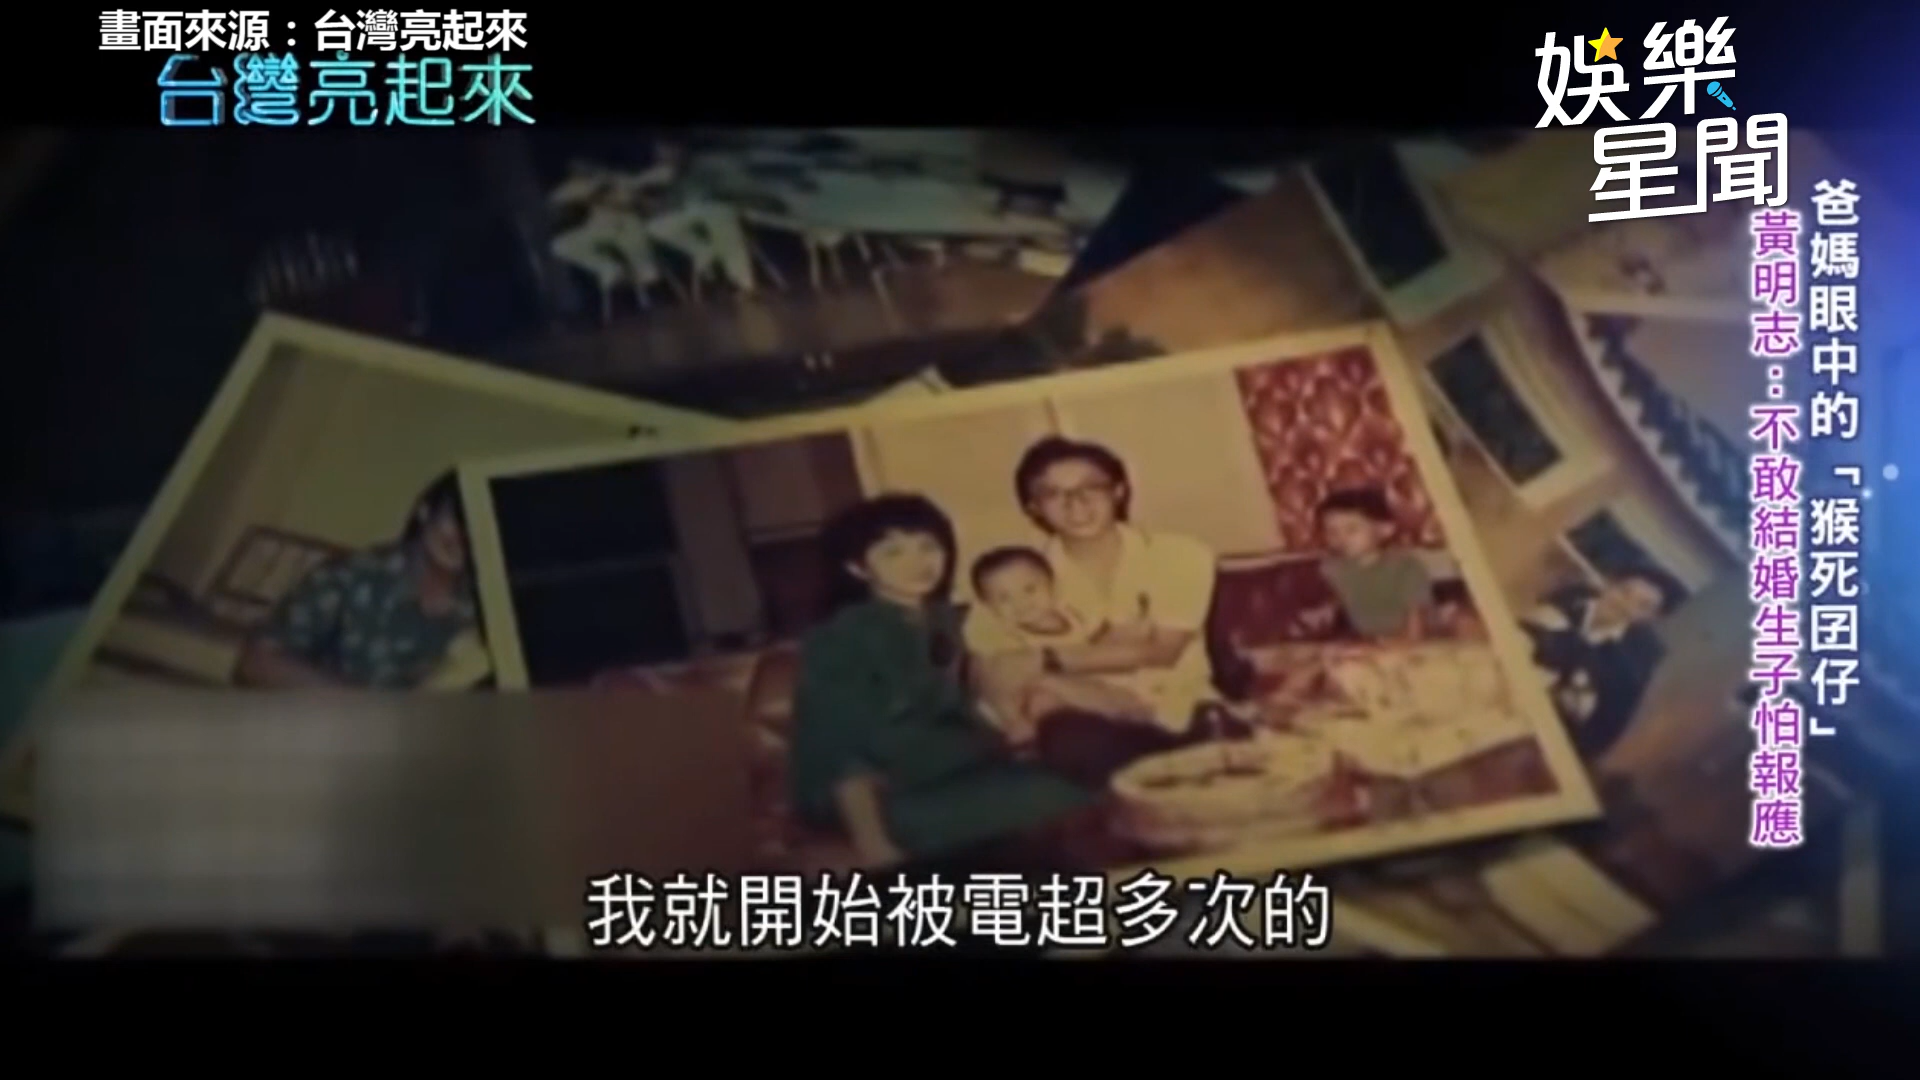 畫面來源：台灣亮起來
台灣亮起來
娛樂
星聞
爸媽眼中的「猴死囝仔」
黃明志：不敢結婚生子怕報應
我就開始被電超多次的